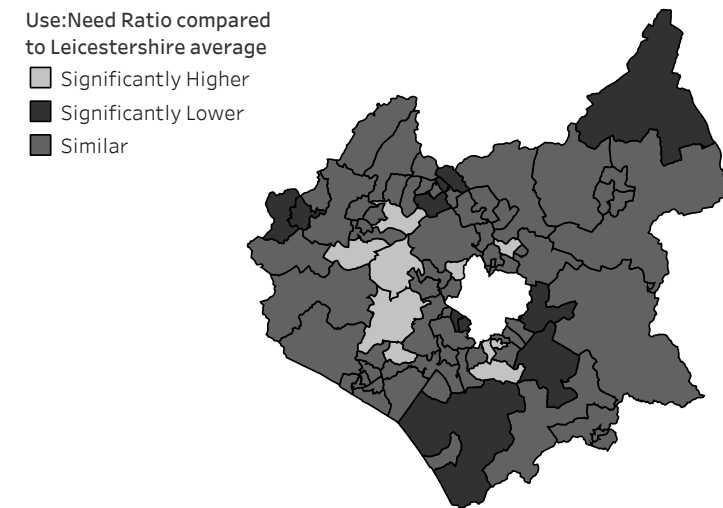 Use:Need Ratio compared
to Leicestershire average
Significantly Higher
Significantly Lower
Similar